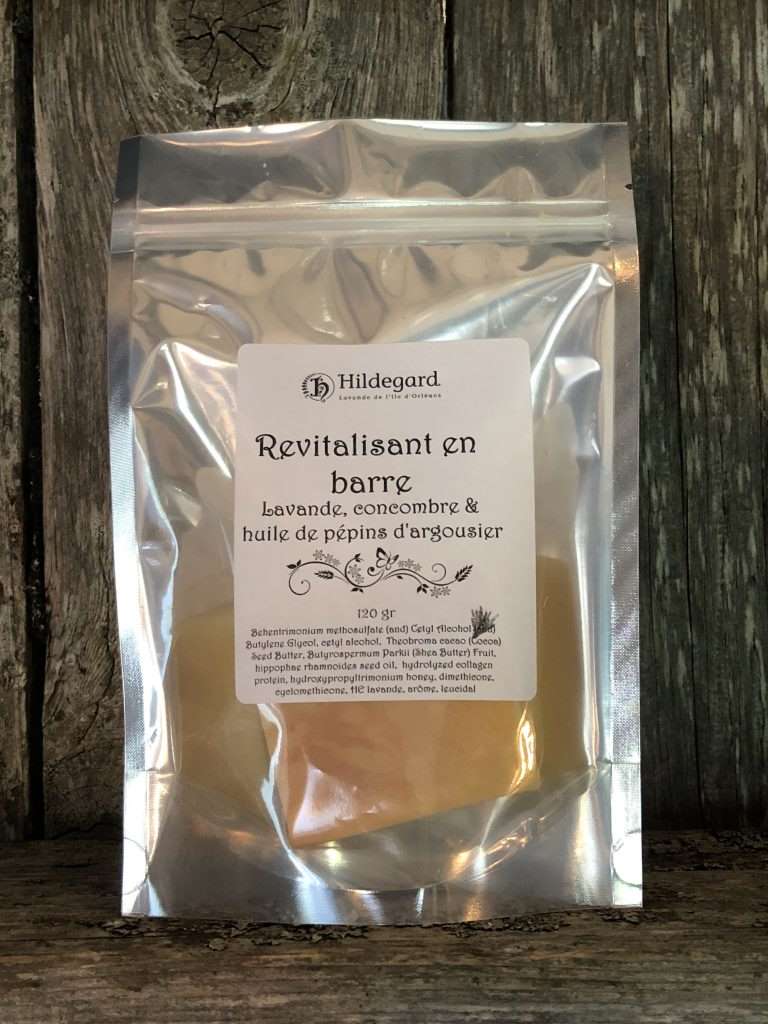 Hildegard
Lavande de l'Ile d'Orléans
Revitalisant en
barre
Lavande, concombre &
huile de pépins d'argousier
120 gr
Behentrimonium methosulfate (and) Cetyl Alcohol (and)
Butylene Glycol, cetyl alcohol, Theobroma cacao (Cocoa)
Seed Butter, Butyrospermum Parkii (Shea Butter) Fruit,
hippophae rhamnoides seed oil, hydrolyzed collagen
protein, hydroxypropyltrimonium honey, dimethicone,
cyclomethicone, HE lavande, arôme, leucidal